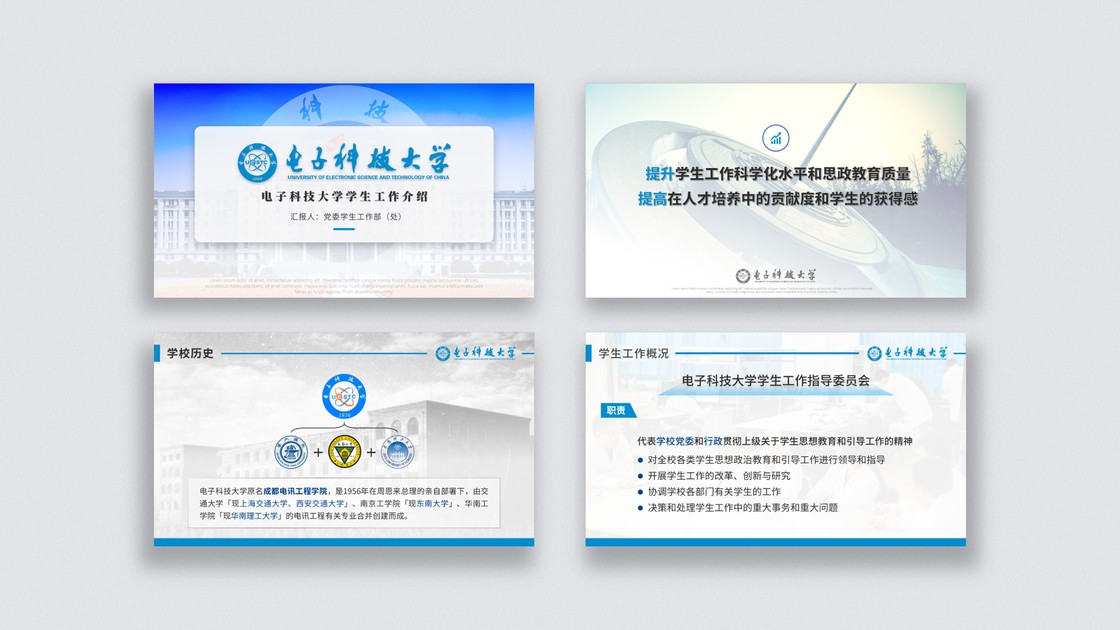 科 技
电子科技大学
UNIVERSITY OF ELECTRONIC SCIENCE AND TECHNOLOGY OF CHINA
电子科技大学学生工作介绍
汇报人：党委学生工作部（处）
提升学生工作科学化水平和思政教育质量
提高在人才培养中的贡献度和学生的获得感
电子科技大学
学校历史
电子科技大学
1956
电子科技大学原名成都电讯工程学院，是1956年在周恩来总理的亲自部署下，由交
通大学「现上海交通大学、西安交通大学」、南京工学院「现东南大学」、华南工
学院「现华南理工大学」的电讯工程有关专业合并创建而成。
学生工作概况
电子科技大学
电子科技大学学生工作指导委员会
职责
代表学校党委和行政贯彻上级关于学生思想教育和引导工作的精神
对全校各类学生思想政治教育和引导工作进行领导和指导
开展学生工作的改革、创新与研究
协调学校各部门有关学生的工作
决策和处理学生工作中的重大事务和重大问题